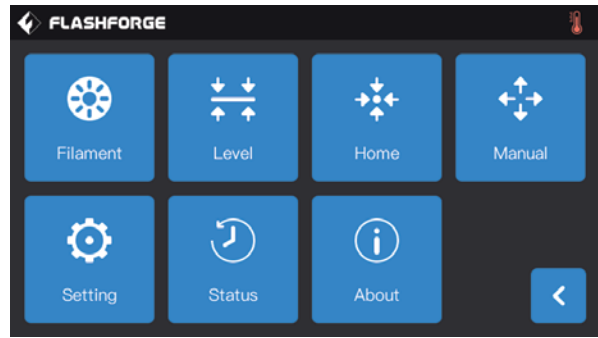 FLASHFORGE
Filament
Level
Home
Manual
Setting
Status
About